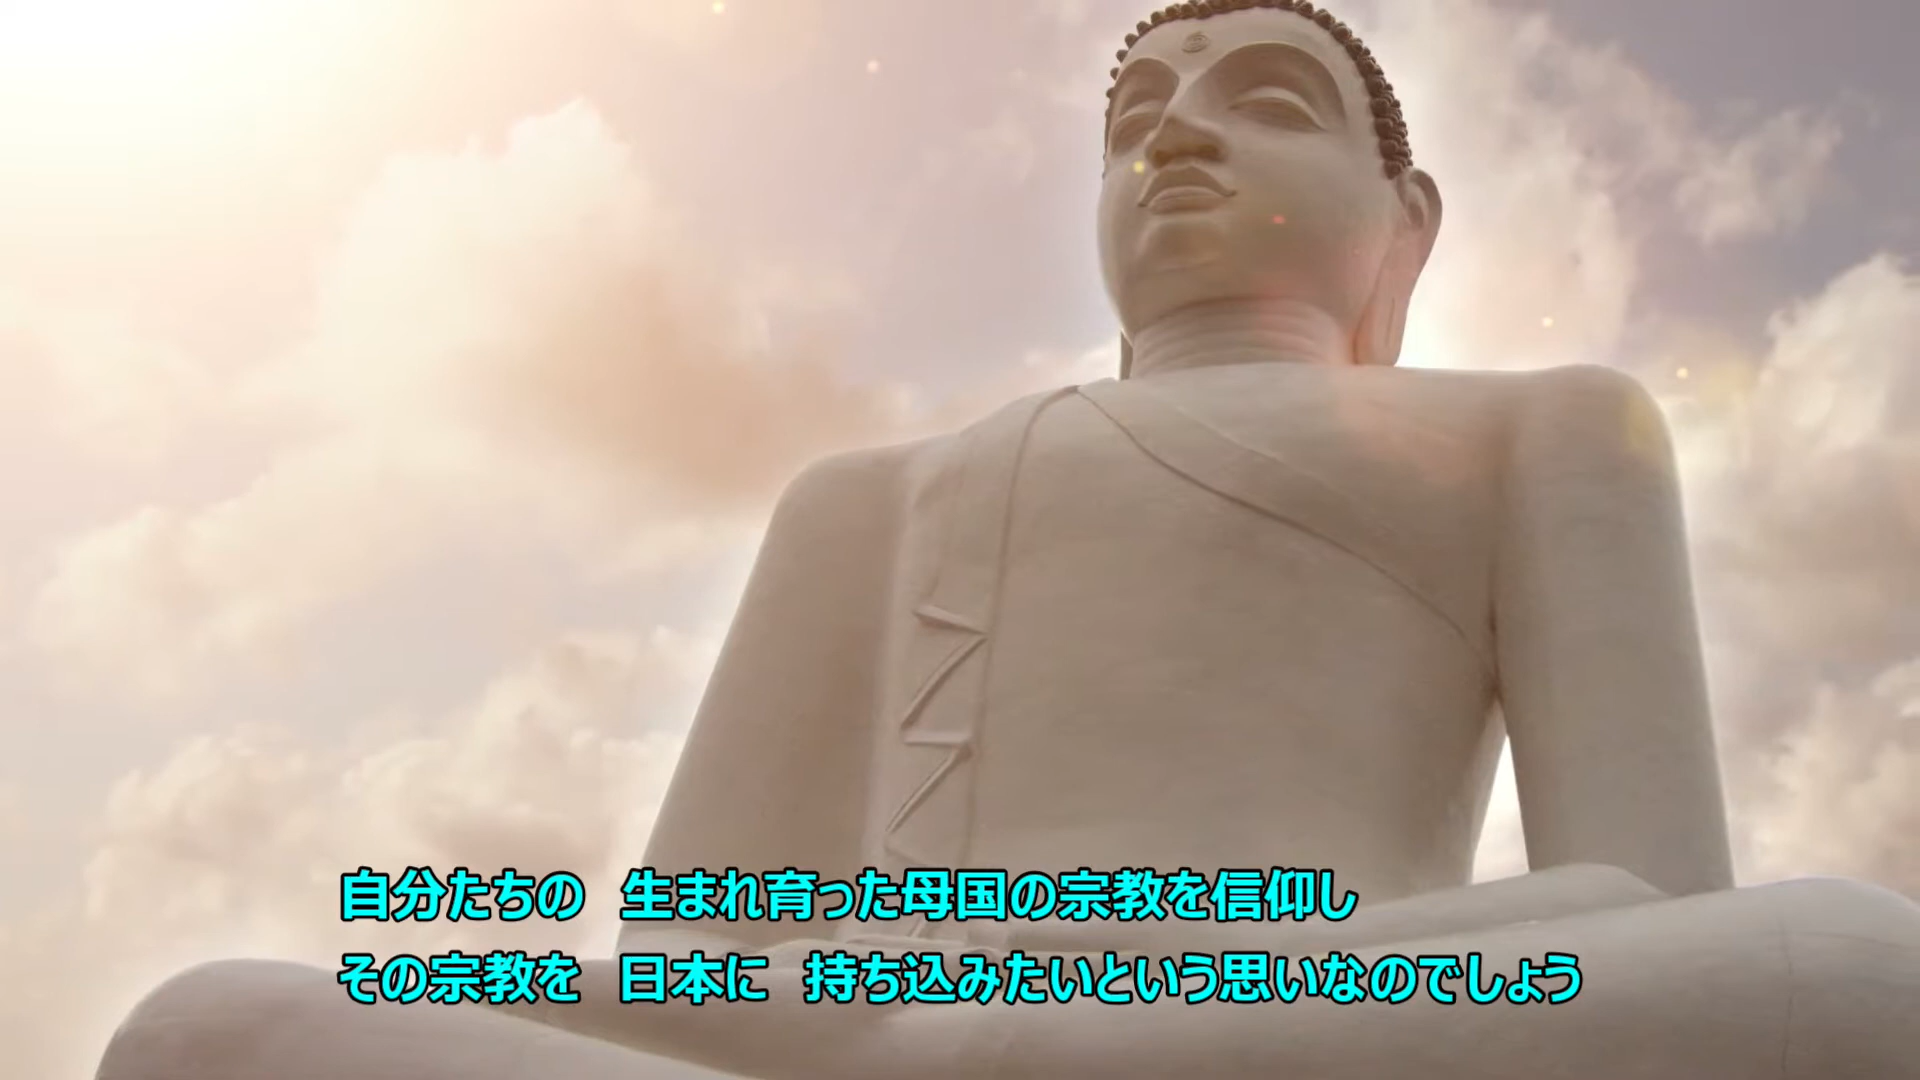 自分たちの　生まれ育った母国の宗教を信仰し
その宗教を　日本に　持ち込みたいという思いなのでしょう